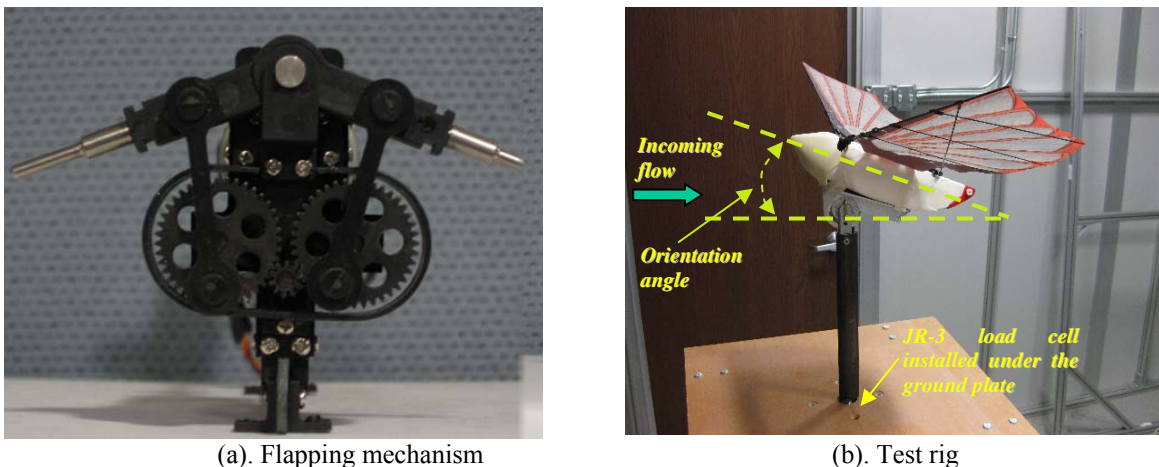 Incoming
flow
Orientation
angle
JR-3 load cell
installed under the
ground plate
(a). Flapping mechanism
(b). Test rig